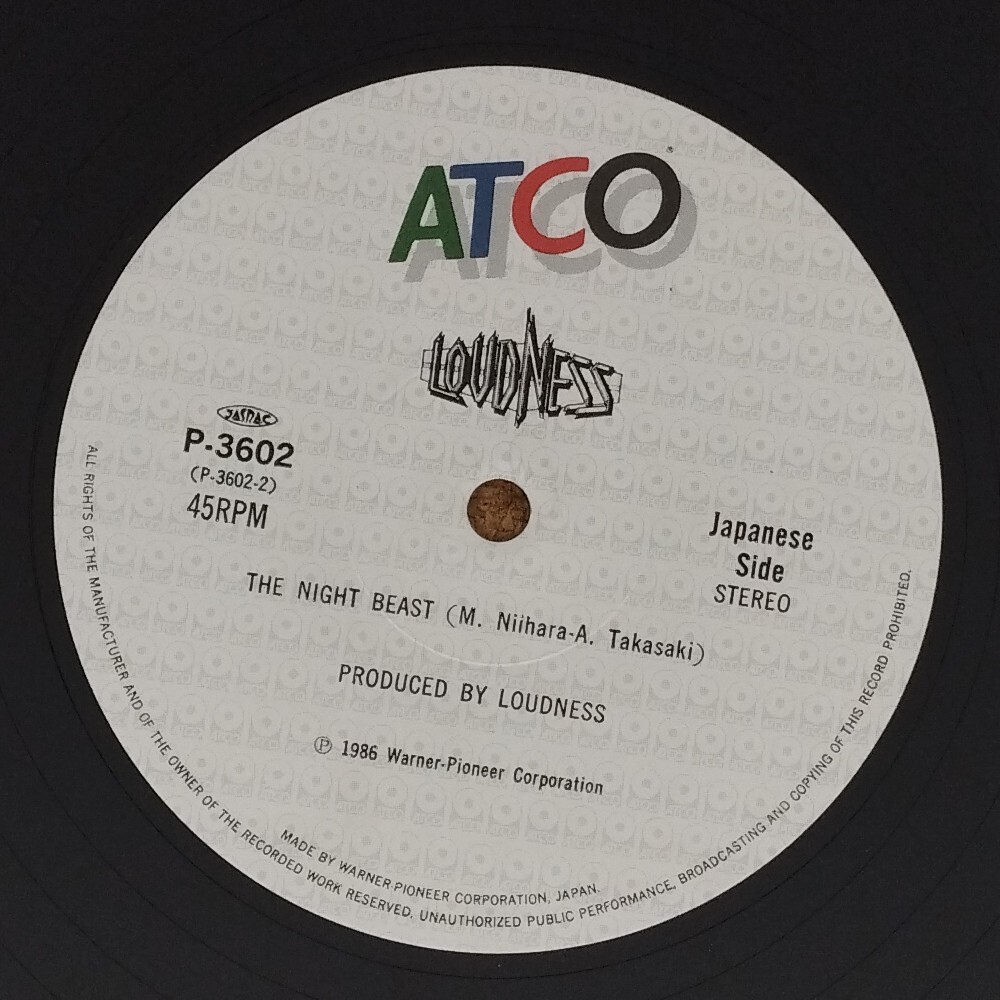 ATCO
LOUDNESS
JASRAC
P-3602
(P-3602-2)
45RPM
Japanese
Side
STEREO
THE NIGHT BEAST (M. Niihara-A. Takasaki)
PRODUCED BY LOUDNESS
Ⓟ 1986 Warner-Pioneer Corporation
MADE BY WARNER-PIONEER CORPORATION, JAPAN.
ALL RIGHTS OF THE MANUFACTURER AND OF THE OWNER OF THE RECORDED WORK RESERVED. UNAUTHORIZED PUBLIC PERFORMANCE, BROADCASTING AND COPYING OF THIS RECORD PROHIBITED.